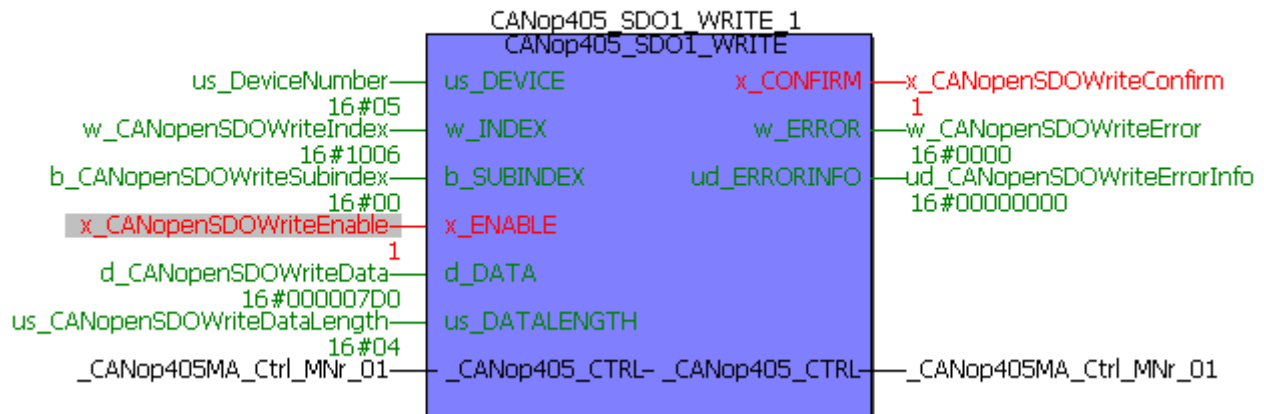 CANop405_SDO1_WRITE_1
CANop405_SDO1_WRITE
us_DeviceNumber us_DEVICE x_CONFIRM x_CANopenSDOWriteConfirm
16#05 1
w_CANopenSDOWriteIndex w_INDEX w_ERROR w_CANopenSDOWriteError
16#1006 16#0000
b_CANopenSDOWriteSubindex b_SUBINDEX ud_ERRORINFO ud_CANopenSDOWriteErrorInfo
16#00 16#00000000
x_CANopenSDOWriteEnable x_ENABLE
1
d_CANopenSDOWriteData d_DATA
16#000007D0
us_CANopenSDOWriteDataLength us_DATALENGTH
16#04
_CANop405MA_Ctrl_MNr_01 _CANop405_CTRL _CANop405_CTRL _CANop405MA_Ctrl_MNr_01